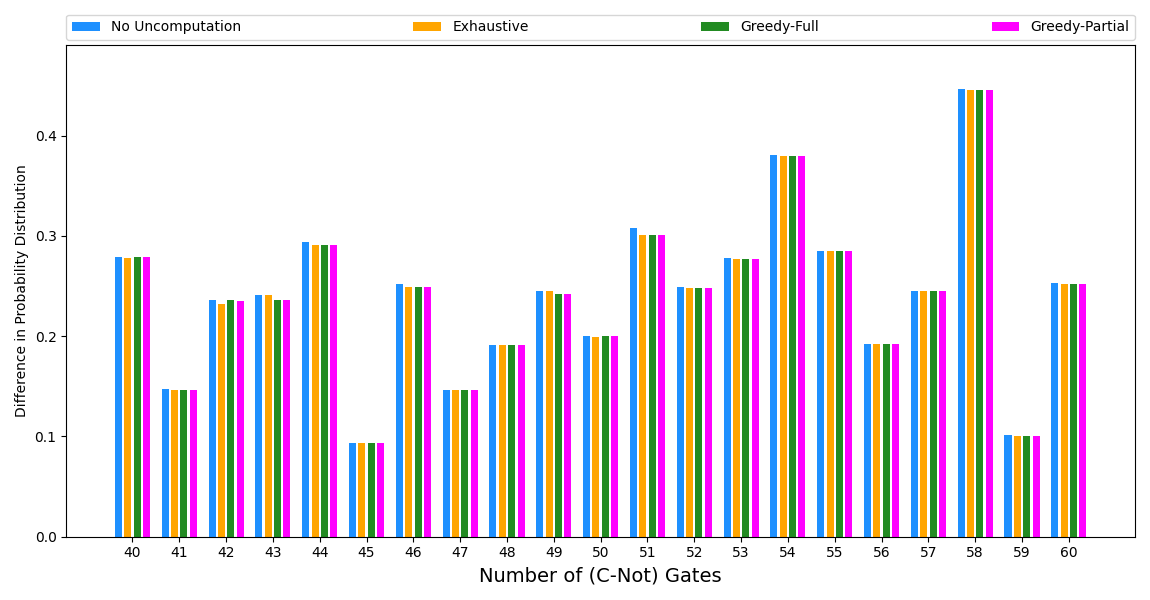 No Uncomputation Exhaustive Greedy-Full Greedy-Partial
Difference in Probability Distribution
0.4
0.3
0.2
0.1
0.0
40 41 42 43 44 45 46 47 48 49 50 51 52 53 54 55 56 57 58 59 60
Number of (C-Not) Gates